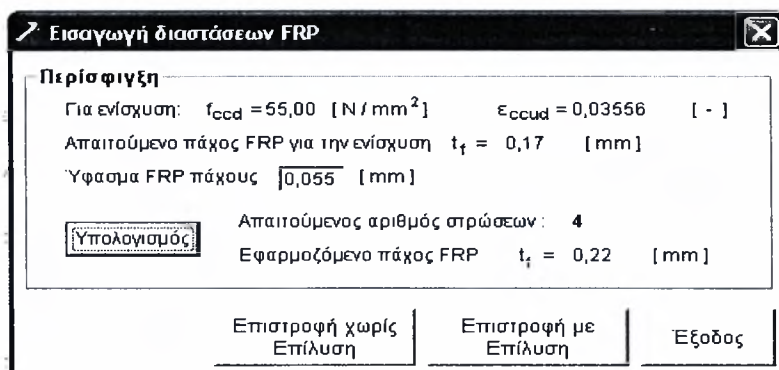 Εισαγωγή διαστάσεων FRP
Περίσφιγξη
Για ενίσχυση: fccd =55,00 [N/mm²] εccud =0,03556 [-]
Απαιτούμενο πάχος FRP για την ενίσχυση tf = 0,17 [mm]
Ύφασμα FRP πάχους 0,055 [mm]
Απαιτούμενος αριθμός στρώσεων: 4
Υπολογισμός
Εφαρμοζόμενο πάχος FRP tf = 0,22 [mm]
Επιστροφή χωρίς Επίλυση
Επιστροφή με Επίλυση
Έξοδος